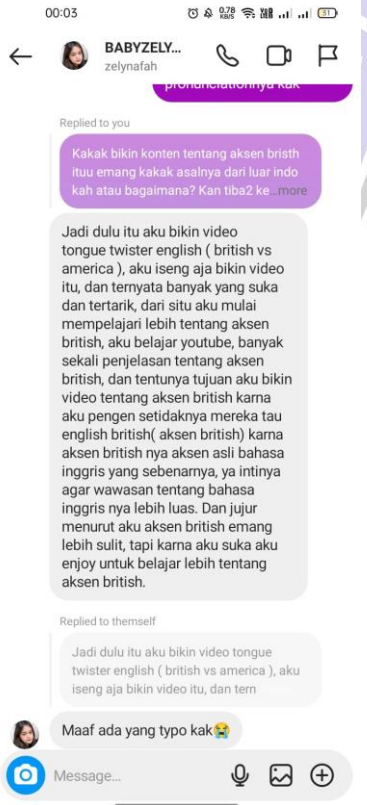 00:03
0.78 KB/S
31
BABYZELY...
zelynafah
pronunciationnya kak
Replied to you
Kakak bikin konten tentang aksen bristh
ituu emang kakak asalnya dari luar indo
kah atau bagaimana? Kan tiba2 ke...more
Jadi dulu itu aku bikin video
tongue twister english ( british vs
america ), aku iseng aja bikin video
itu, dan ternyata banyak yang suka
dan tertarik, dari situ aku mulai
mempelajari lebih tentang aksen
british, aku belajar youtube, banyak
sekali penjelasan tentang aksen
british, dan tentunya tujuan aku bikin
video tentang aksen british karna
aku pengen setidaknya mereka tau
english british( aksen british) karna
aksen british nya aksen asli bahasa
inggris yang sebenarnya, ya intinya
agar wawasan tentang bahasa
inggris nya lebih luas. Dan jujur
menurut aku aksen british emang
lebih sulit, tapi karna aku suka aku
enjoy untuk belajar lebih tentang
aksen british.
Replied to themself
Jadi dulu itu aku bikin video tongue
twister english ( british vs america ), aku
iseng aja bikin video itu, dan tern
Maaf ada yang typo kak😭
Message...